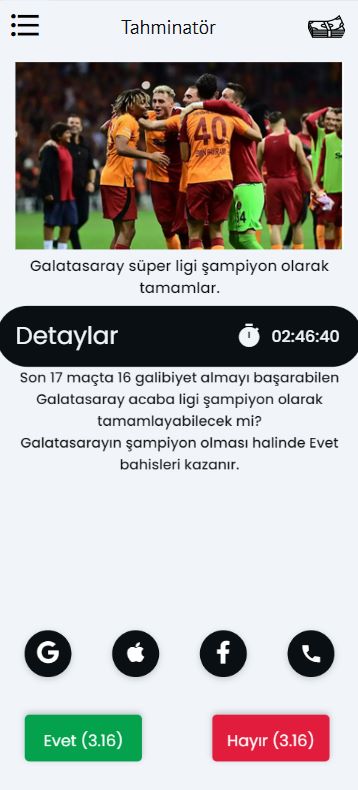 Tahminatör
40
Galatasaray süper ligi şampiyon olarak
tamamlar.
Detaylar
02:46:40
Son 17 maçta 16 galibiyet almayı başarabilen
Galatasaray acaba ligi şampiyon olarak
tamamlayabilecek mi?
Galatasarayın şampiyon olması halinde Evet
bahisleri kazanır.
Evet (3.16)
Hayır (3.16)